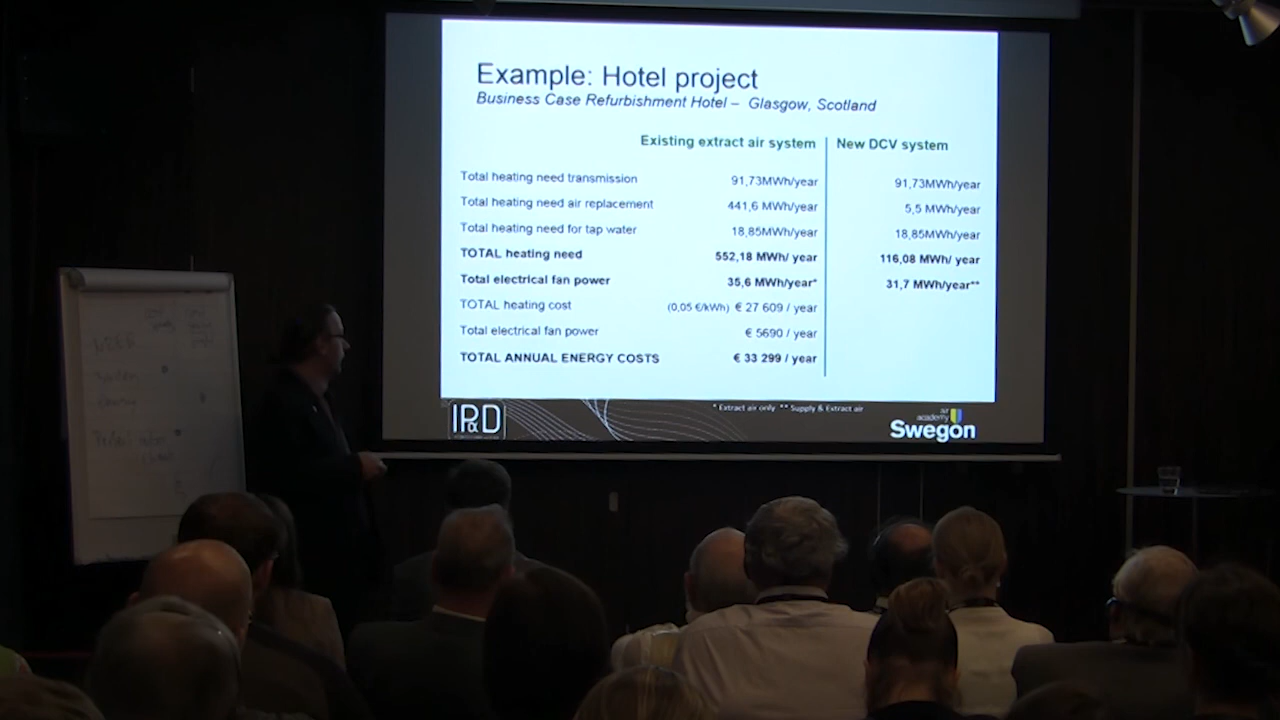 Example: Hotel project
Business Case Refurbishment Hotel – Glasgow, Scotland
Existing extract air system New DCV system
Total heating need transmission 91,73MWh/year 91,73MWh/year
Total heating need air replacement 441,6 MWh/year 5,5 MWh/year
Total heating need for tap water 18,85MWh/year 18,85MWh/year
TOTAL heating need 552,18 MWh/ year 116,08 MWh/ year
Total electrical fan power 35,6 MWh/year* 31,7 MWh/year**
TOTAL heating cost (0,05 €/kWh) € 27 609 / year
Total electrical fan power € 5690 / year
TOTAL ANNUAL ENERGY COSTS € 33 299 / year
* Extract air only ** Supply & Extract air
IR&D
air
academy
Swegon